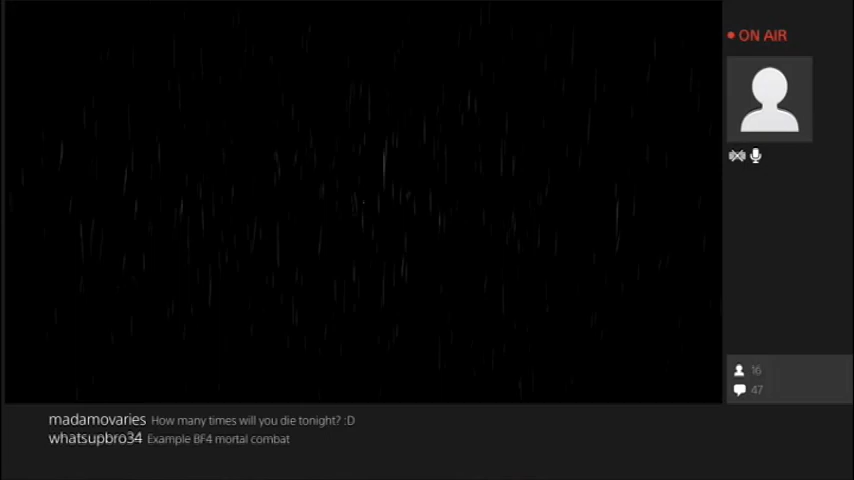 ON AIR
16
47
madamovaries How many times will you die tonight? :D
whatsupbro34 Example BF4 mortal combat